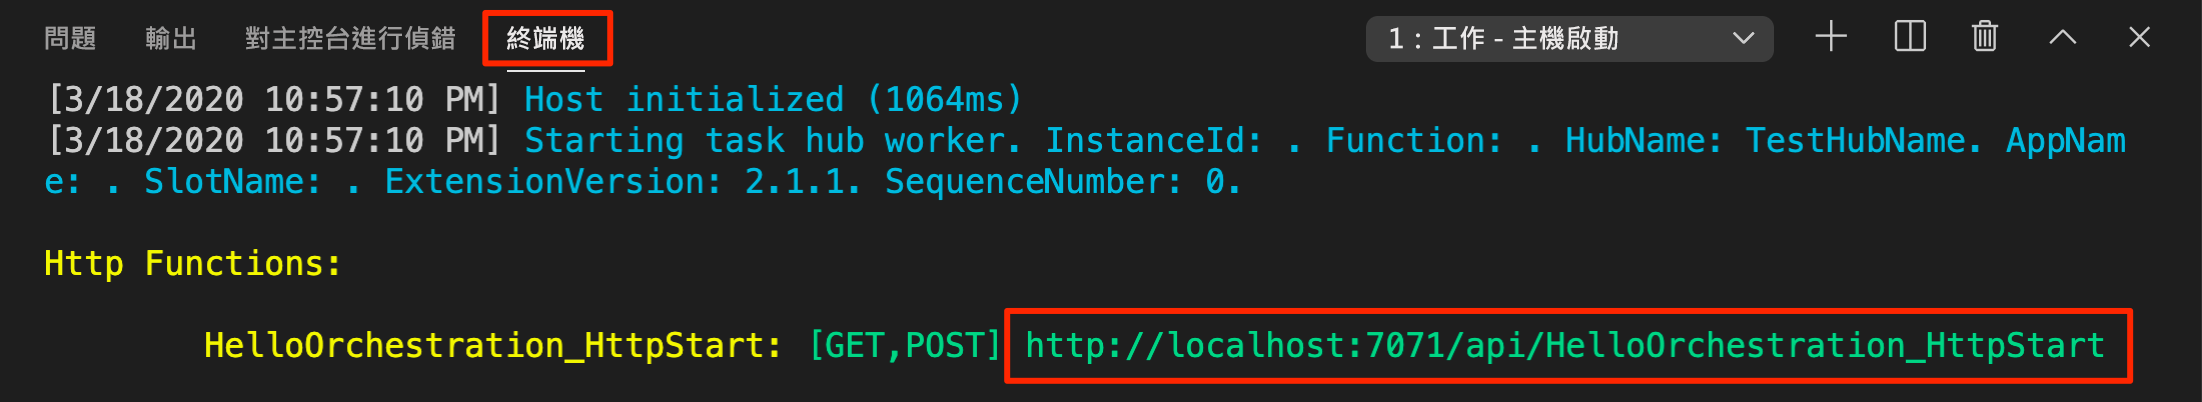 問題 輸出 對主控台進行偵錯 終端機 1：工作 - 主機啟動
[3/18/2020 10:57:10 PM] Host initialized (1064ms)
[3/18/2020 10:57:10 PM] Starting task hub worker. InstanceId: . Function: . HubName: TestHubName. AppNam
e: . SlotName: . ExtensionVersion: 2.1.1. SequenceNumber: 0.
Http Functions:
HelloOrchestration_HttpStart: [GET,POST] http://localhost:7071/api/HelloOrchestration_HttpStart